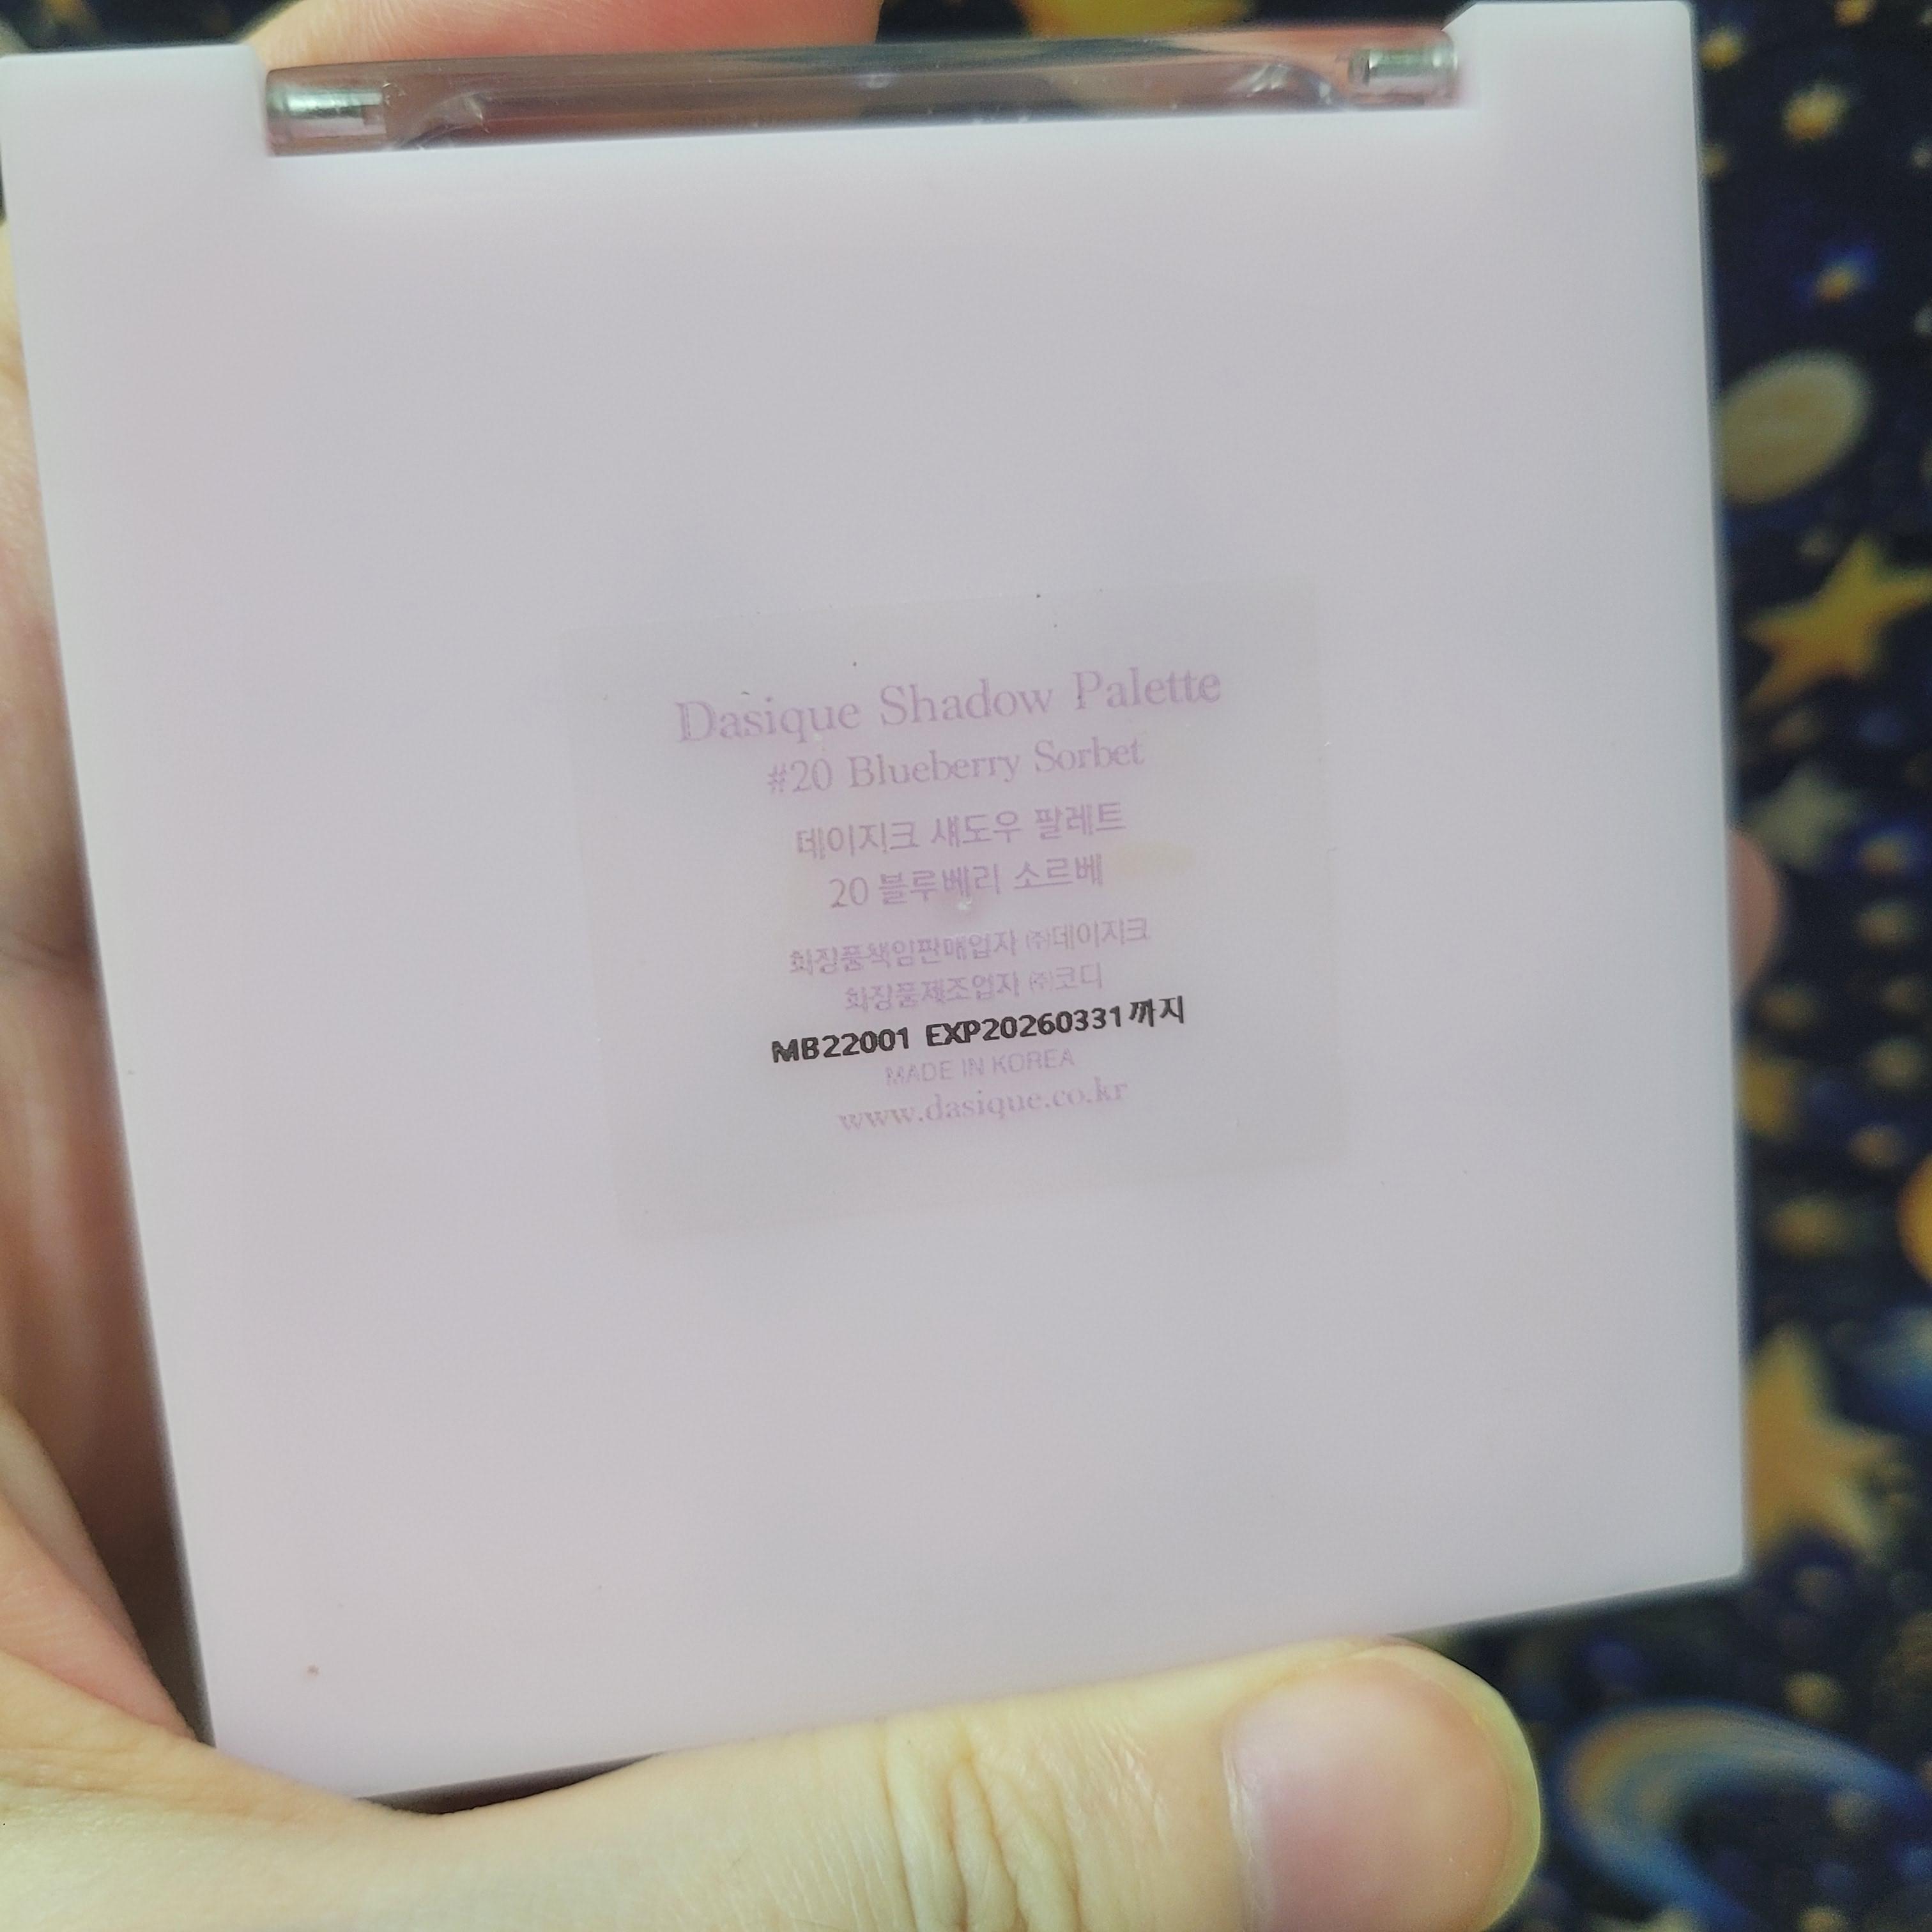 Dasique Shadow Palette
#20 Blueberry Sorbet
데이지크 섀도우 팔레트
20 블루베리 소르베
화장품책임판매업자 ㈜데이지크
화장품제조업자 ㈜코디
MB22001 EXP20260331까지
MADE IN KOREA
www.dasique.co.kr